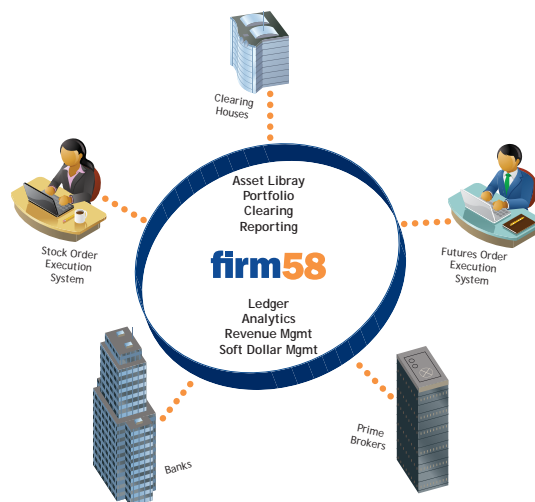 Clearing
Houses
Asset Libray
Portfolio
Clearing
Reporting
Stock Order
Execution
System
firm58
Futures Order
Execution
System
Ledger
Analytics
Revenue Mgmt
Soft Dollar Mgmt
Banks
Prime
Brokers